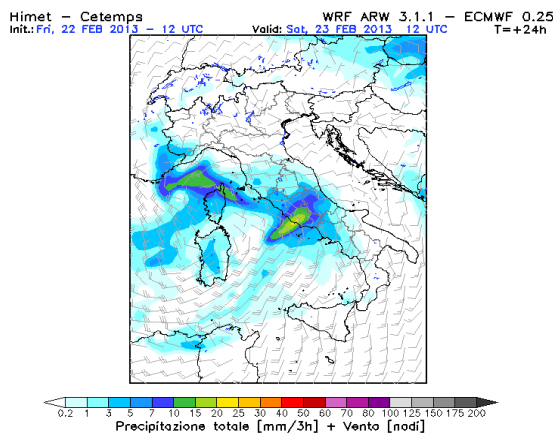 Himet – Cetemps WRF ARW 3.1.1 – ECMWF 0.25
Init.: Fri, 22 FEB 2013 – 12 UTC Valid: Sat, 23 FEB 2013 12 UTC T=+24h
0.2 1 3 5 7 10 15 20 25 30 40 50 60 70 80 100 125 150 175 200
Precipitazione totale [mm/3h] + Vento [nodi]